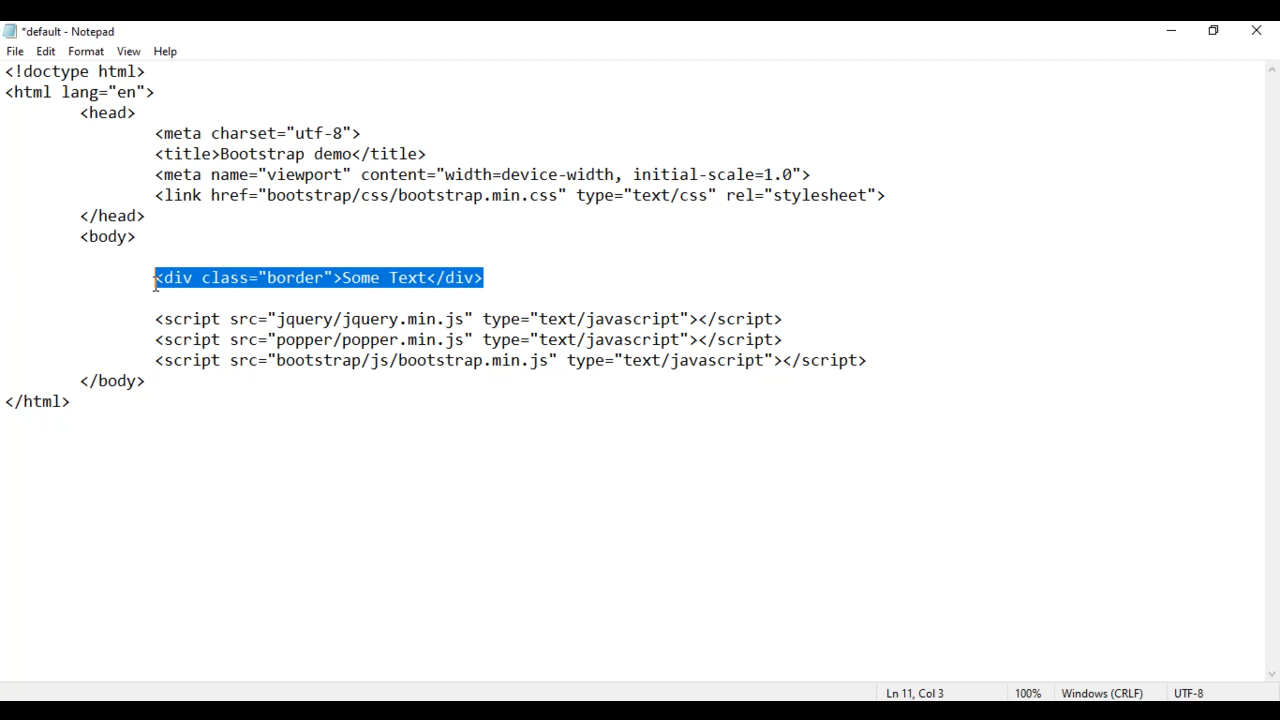 *default - Notepad
File Edit Format View Help
<!doctype html>
<html lang="en">
<head>
<meta charset="utf-8">
<title>Bootstrap demo</title>
<meta name="viewport" content="width=device-width, initial-scale=1.0">
<link href="bootstrap/css/bootstrap.min.css" type="text/css" rel="stylesheet">
</head>
<body>
<div class="border">Some Text</div>
<script src="jquery/jquery.min.js" type="text/javascript"></script>
<script src="popper/popper.min.js" type="text/javascript"></script>
<script src="bootstrap/js/bootstrap.min.js" type="text/javascript"></script>
</body>
</html>
Ln 11, Col 3 100% Windows (CRLF) UTF-8